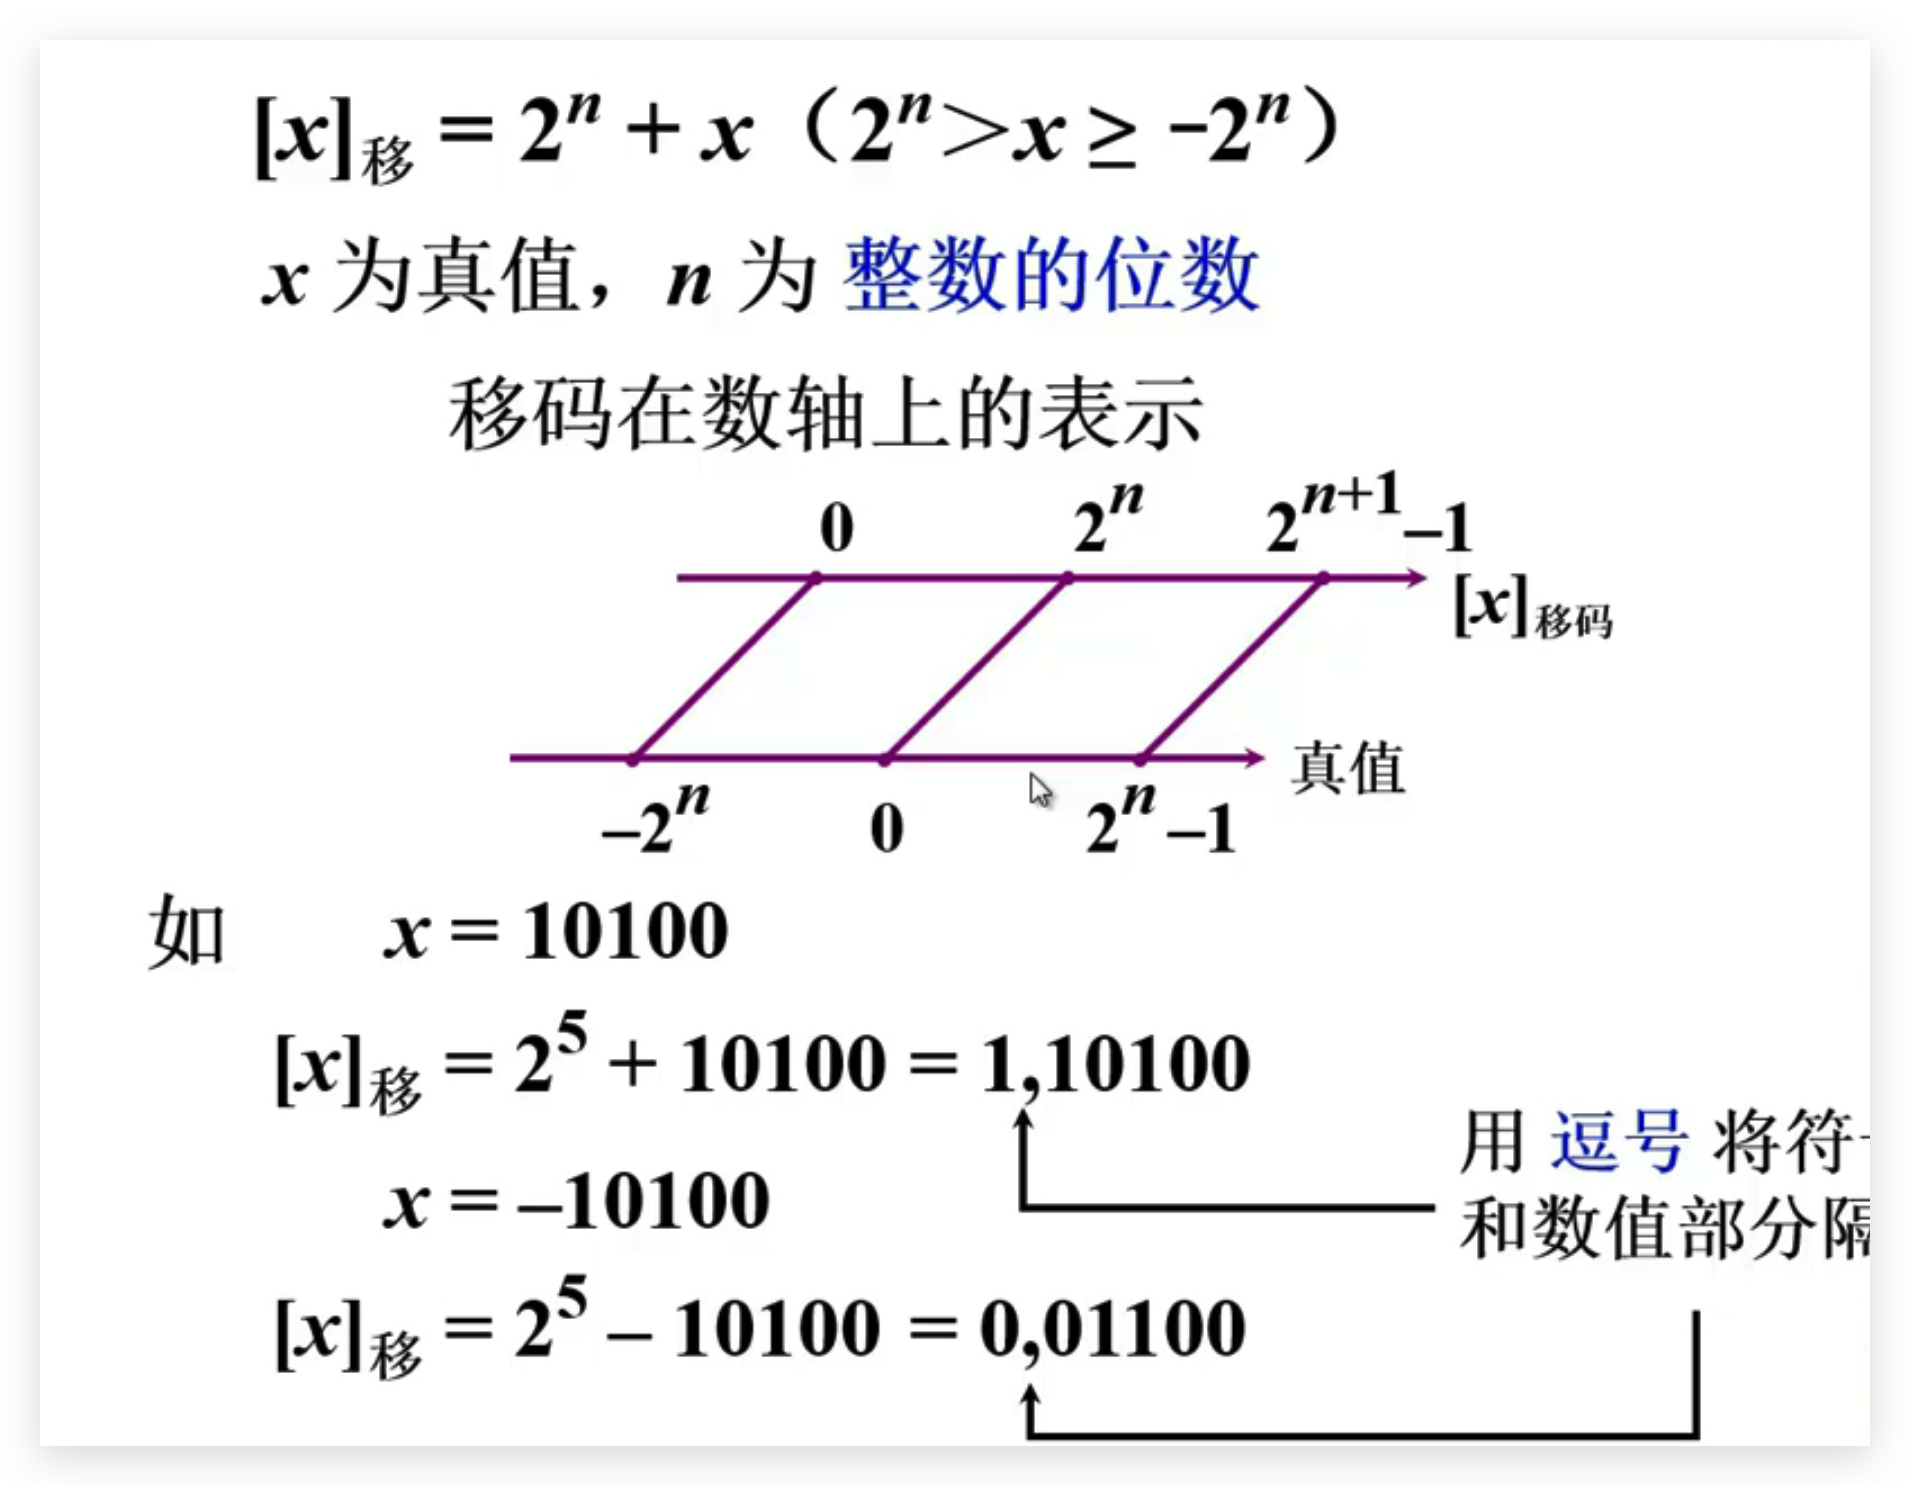 [x]移 = 2^n + x（2^n > x ≥ -2^n）
x 为真值，n 为 整数的位数
移码在数轴上的表示
0 2^n 2^{n+1}–1
[x]移码
真值
–2^n 0 2^n–1
如 x = 10100
[x]移 = 2^5 + 10100 = 1,10100
用 逗号 将符
x = –10100
和数值部分隔
[x]移 = 2^5 – 10100 = 0,01100